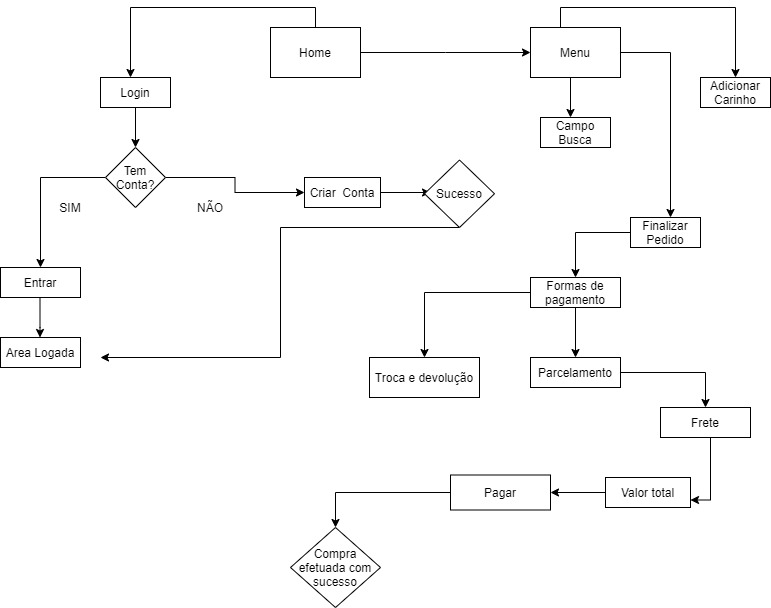 Home
Menu
Login
Adicionar
Carinho
Campo
Busca
Tem
Conta?
Criar Conta
Sucesso
SIM
NÃO
Finalizar
Pedido
Entrar
Formas de
pagamento
Area Logada
Troca e devolução
Parcelamento
Frete
Pagar
Valor total
Compra
efetuada com
sucesso